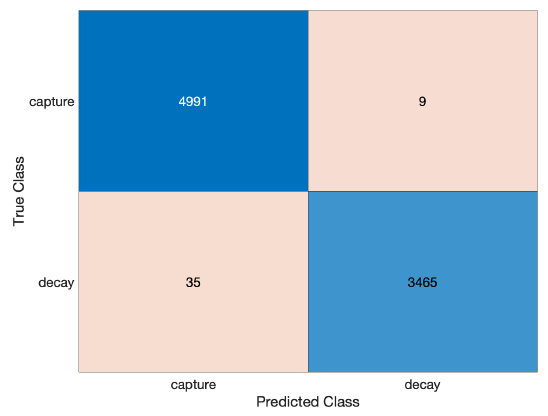 True Class
capture
4991
9
decay
35
3465
capture
decay
Predicted Class